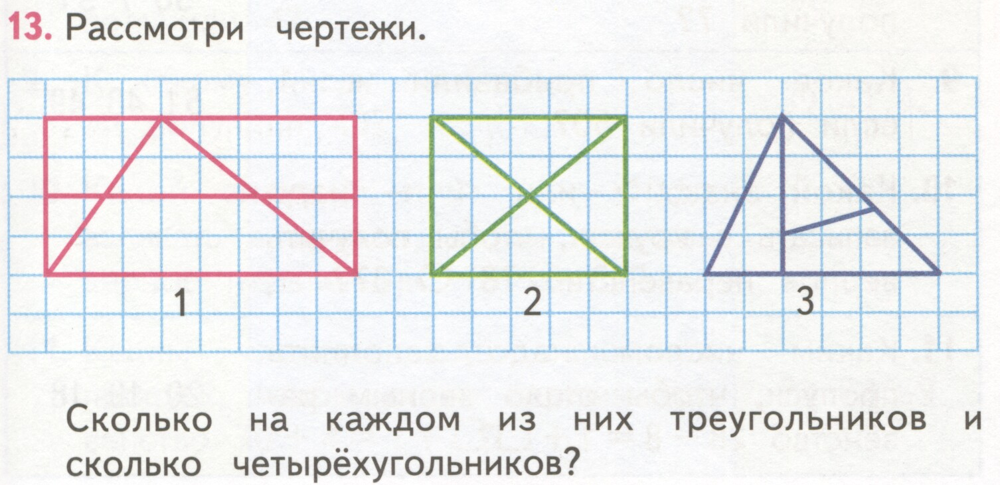 13. Рассмотри чертежи.
1 2 3
Сколько на каждом из них треугольников и
сколько четырёхугольников?